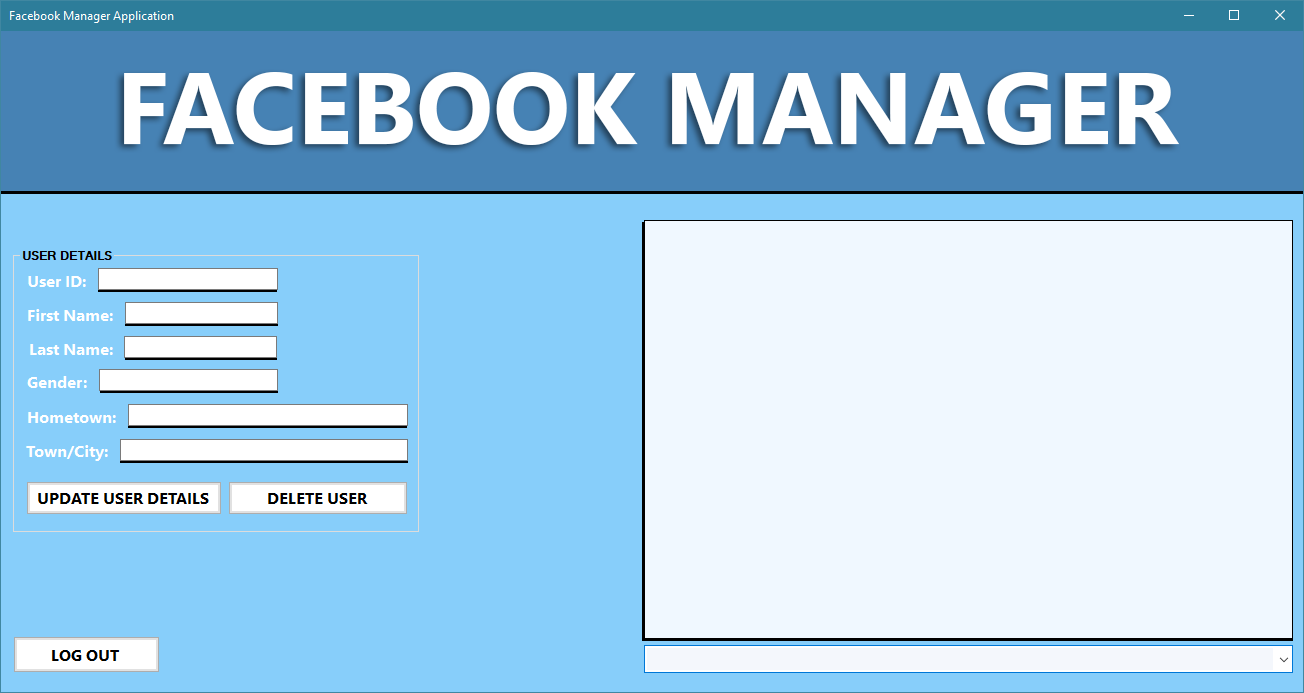 Facebook Manager Application
FACEBOOK MANAGER
USER DETAILS
User ID:
First Name:
Last Name:
Gender:
Hometown:
Town/City:
UPDATE USER DETAILS
DELETE USER
LOG OUT